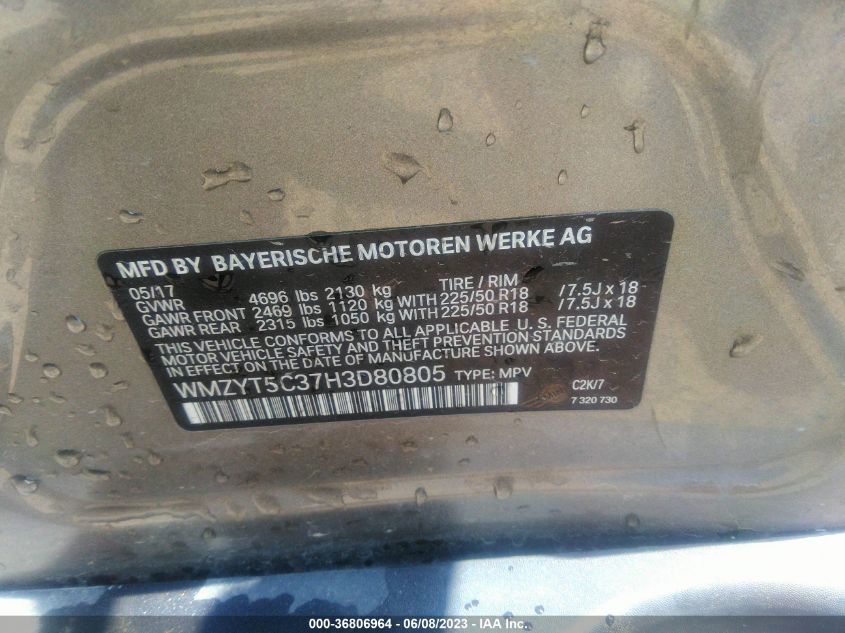 MFD BY BAYERISCHE MOTOREN WERKE AG
05/17 TIRE / RIM
GVWR 4696 lbs 2130 kg
GAWR FRONT 2469 lbs 1120 kg WITH 225/50 R18 /7.5J x 18
GAWR REAR 2315 lbs 1050 kg WITH 225/50 R18 /7.5J x 18
THIS VEHICLE CONFORMS TO ALL APPLICABLE U. S. FEDERAL
MOTOR VEHICLE SAFETY AND THEFT PREVENTION STANDARDS
IN EFFECT ON THE DATE OF MANUFACTURE SHOWN ABOVE.
WMZYT5C37H3D80805 TYPE: MPV
C2K/7
7 320 730
000-36806964 - 06/08/2023 - IAA Inc.